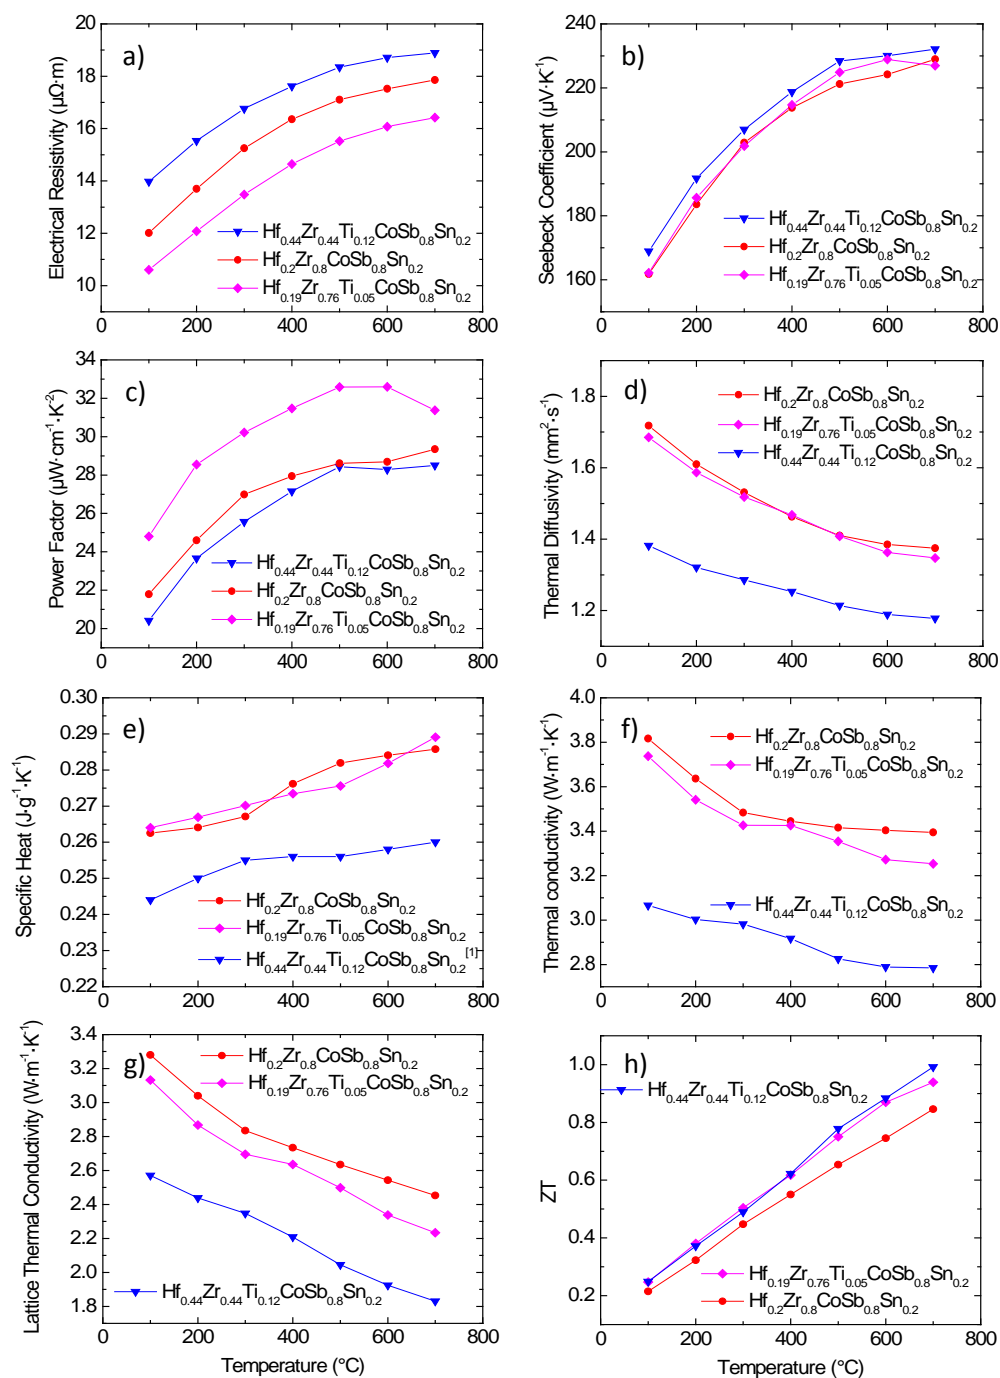 a)
Electrical Resistivity (μΩ·m)
20
18
16
14
12
10
Hf0.44Zr0.44Ti0.12CoSb0.8Sn0.2
Hf0.2Zr0.8CoSb0.8Sn0.2
Hf0.19Zr0.76Ti0.05CoSb0.8Sn0.2
0 200 400 600 800
b)
Seebeck Coefficient (μV·K⁻¹)
240
220
200
180
160
Hf0.44Zr0.44Ti0.12CoSb0.8Sn0.2
Hf0.2Zr0.8CoSb0.8Sn0.2
Hf0.19Zr0.76Ti0.05CoSb0.8Sn0.2
0 200 400 600 800
c)
Power Factor (μW·cm⁻¹·K⁻²)
34
32
30
28
26
24
22
20
Hf0.44Zr0.44Ti0.12CoSb0.8Sn0.2
Hf0.2Zr0.8CoSb0.8Sn0.2
Hf0.19Zr0.76Ti0.05CoSb0.8Sn0.2
0 200 400 600 800
d)
Thermal Diffusivity (mm²·s⁻¹)
1.8
1.6
1.4
1.2
Hf0.2Zr0.8CoSb0.8Sn0.2
Hf0.19Zr0.76Ti0.05CoSb0.8Sn0.2
Hf0.44Zr0.44Ti0.12CoSb0.8Sn0.2
0 200 400 600 800
e)
Specific Heat (J·g⁻¹·K⁻¹)
0.30
0.29
0.28
0.27
0.26
0.25
0.24
0.23
0.22
Hf0.2Zr0.8CoSb0.8Sn0.2
Hf0.19Zr0.76Ti0.05CoSb0.8Sn0.2
Hf0.44Zr0.44Ti0.12CoSb0.8Sn0.2[1]
0 200 400 600 800
f)
Thermal conductivity (W·m⁻¹·K⁻¹)
4.0
3.8
3.6
3.4
3.2
3.0
2.8
Hf0.2Zr0.8CoSb0.8Sn0.2
Hf0.19Zr0.76Ti0.05CoSb0.8Sn0.2
Hf0.44Zr0.44Ti0.12CoSb0.8Sn0.2
0 200 400 600 800
g)
Lattice Thermal Conductivity (W·m⁻¹·K⁻¹)
3.4
3.2
3.0
2.8
2.6
2.4
2.2
2.0
1.8
Hf0.2Zr0.8CoSb0.8Sn0.2
Hf0.19Zr0.76Ti0.05CoSb0.8Sn0.2
Hf0.44Zr0.44Ti0.12CoSb0.8Sn0.2
0 200 400 600 800
Temperature (°C)
h)
ZT
1.0
0.8
0.6
0.4
0.2
Hf0.44Zr0.44Ti0.12CoSb0.8Sn0.2
Hf0.19Zr0.76Ti0.05CoSb0.8Sn0.2
Hf0.2Zr0.8CoSb0.8Sn0.2
0 200 400 600 800
Temperature (°C)